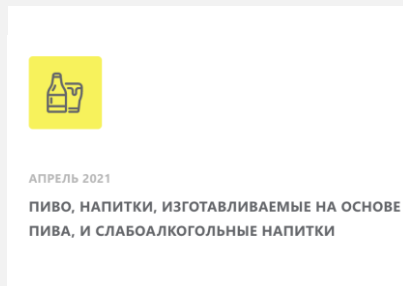 АПРЕЛЬ 2021
ПИВО, НАПИТКИ, ИЗГОТАВЛИВАЕМЫЕ НА ОСНОВЕ
ПИВА, И СЛАБОАЛКОГОЛЬНЫЕ НАПИТКИ